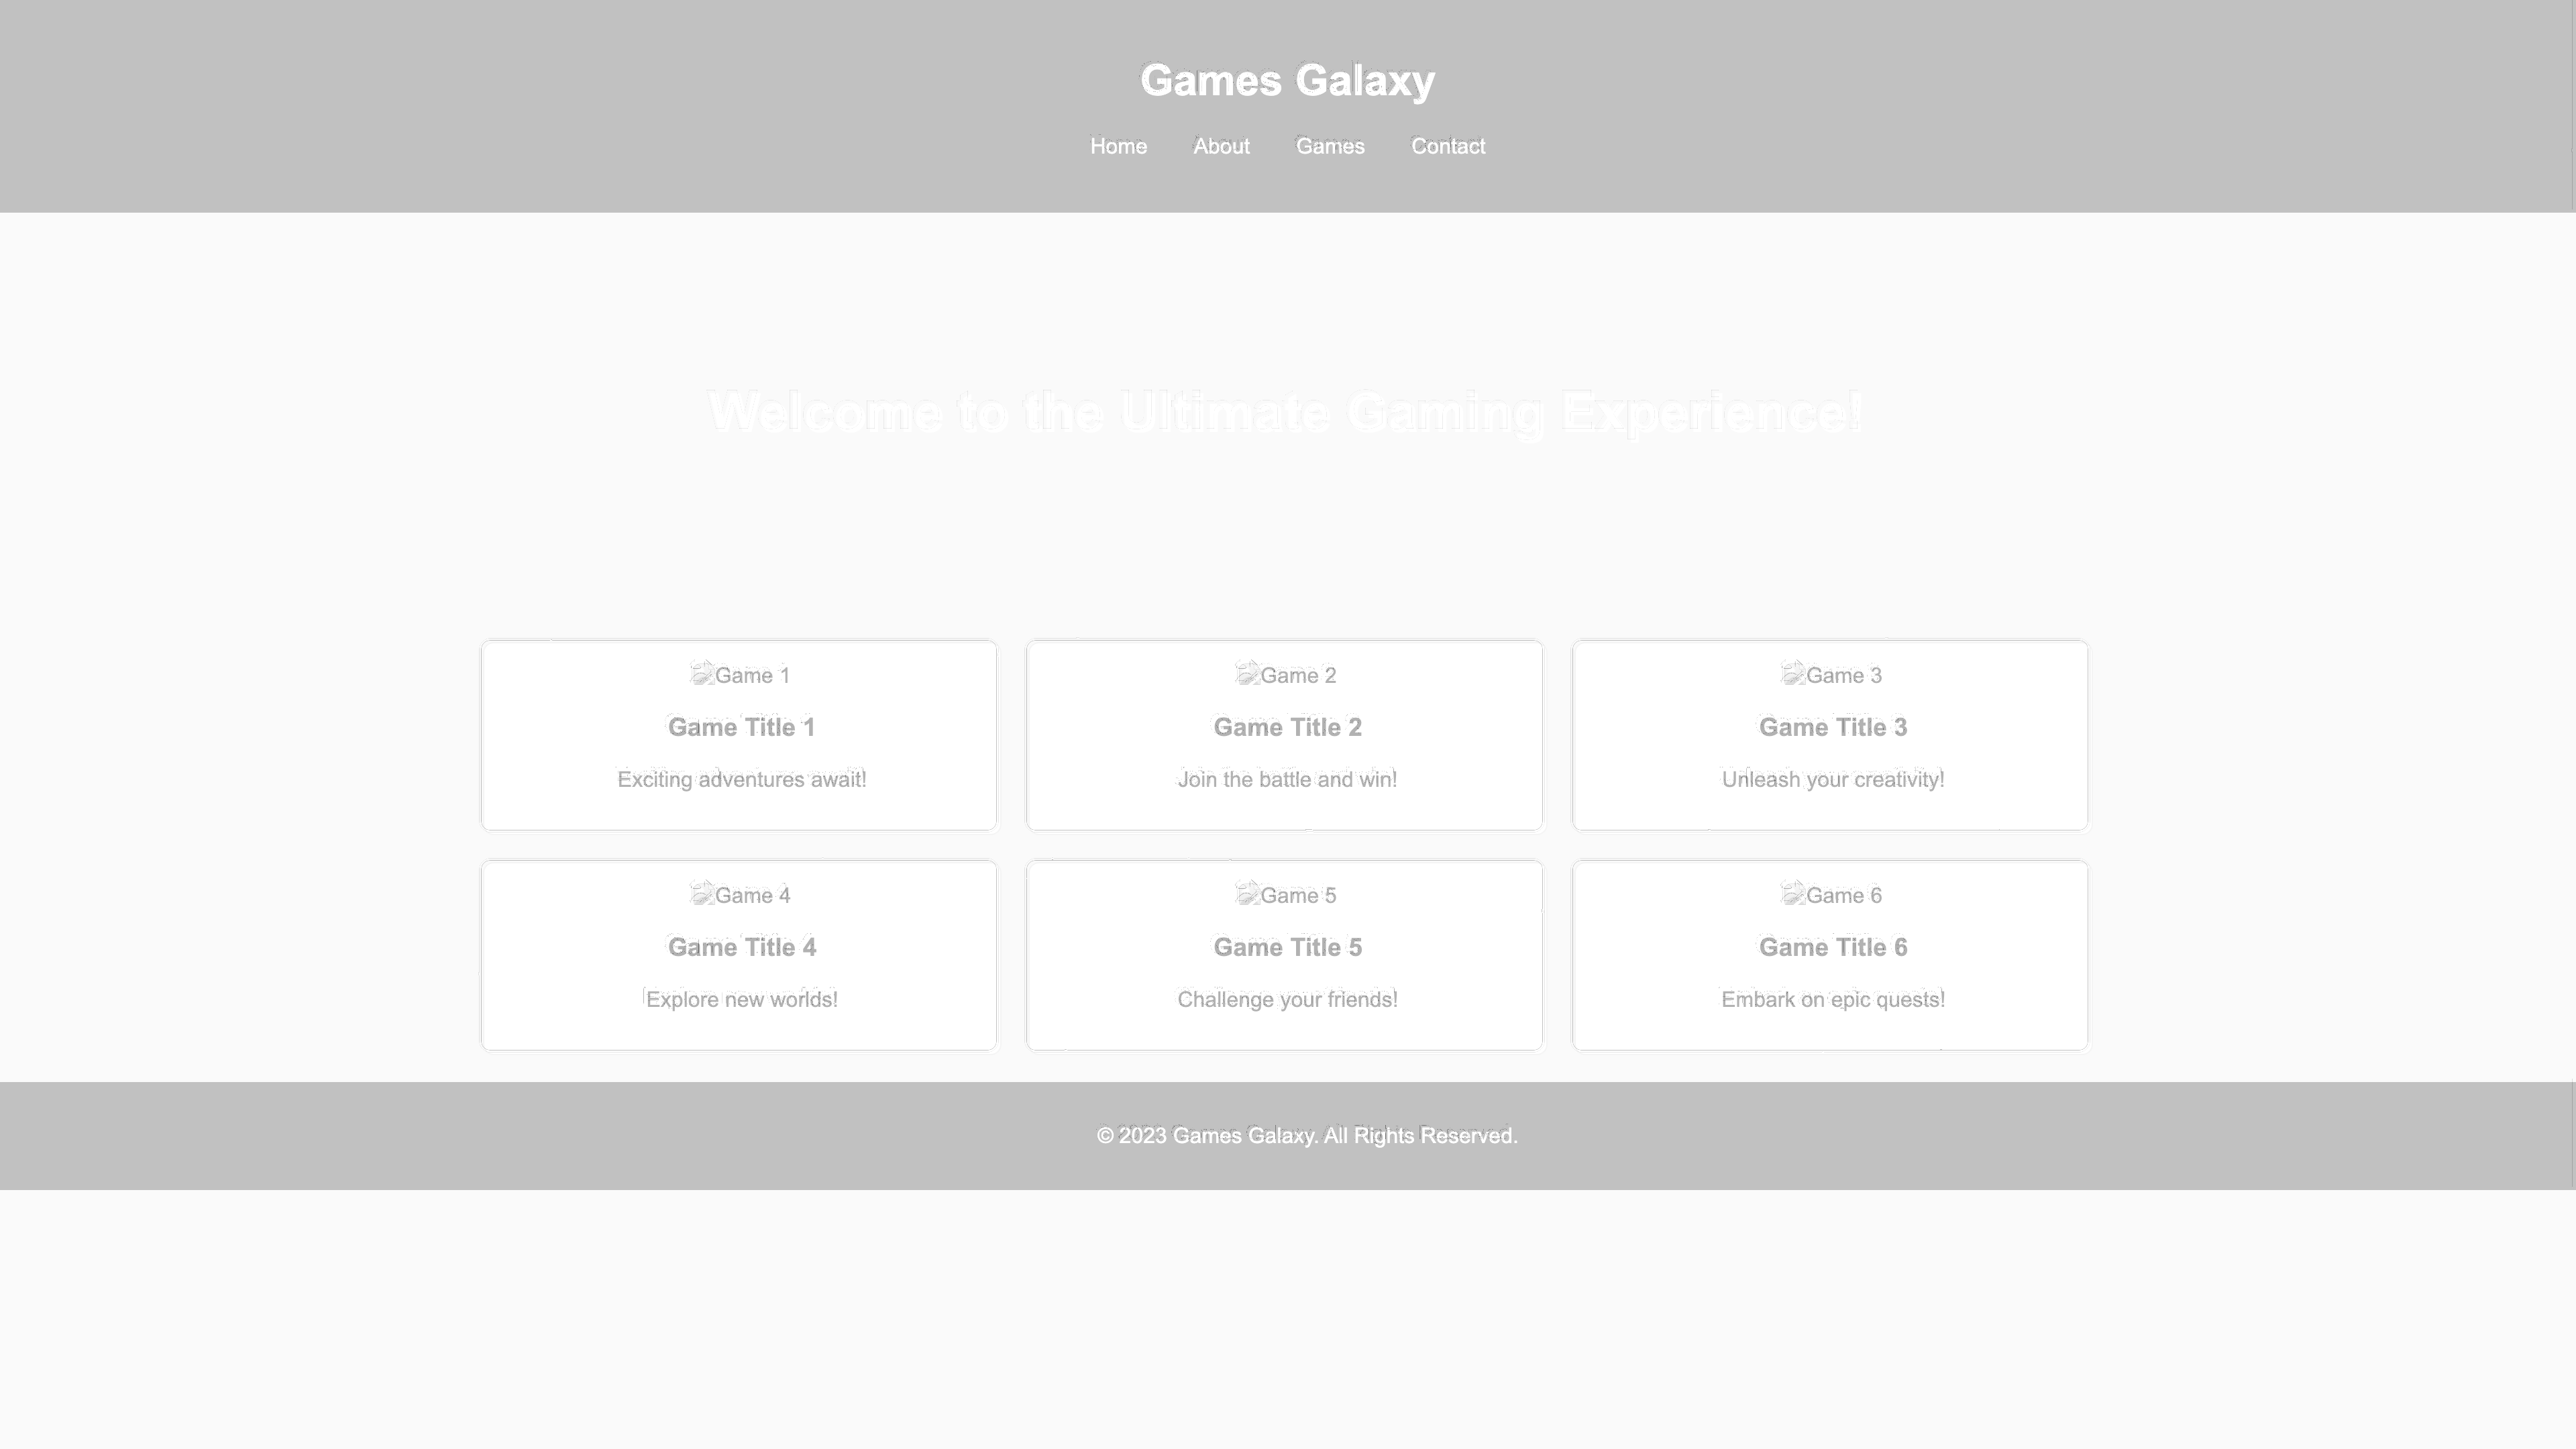 Games Galaxy
Home About Games Contact
Welcome to the Ultimate Gaming Experience!
Game 1 Game 2 Game 3
Game Title 1 Game Title 2 Game Title 3
Exciting adventures await! Join the battle and win! Unleash your creativity!
Game 4 Game 5 Game 6
Game Title 4 Game Title 5 Game Title 6
Explore new worlds! Challenge your friends! Embark on epic quests!
© 2023 Games Galaxy. All Rights Reserved.